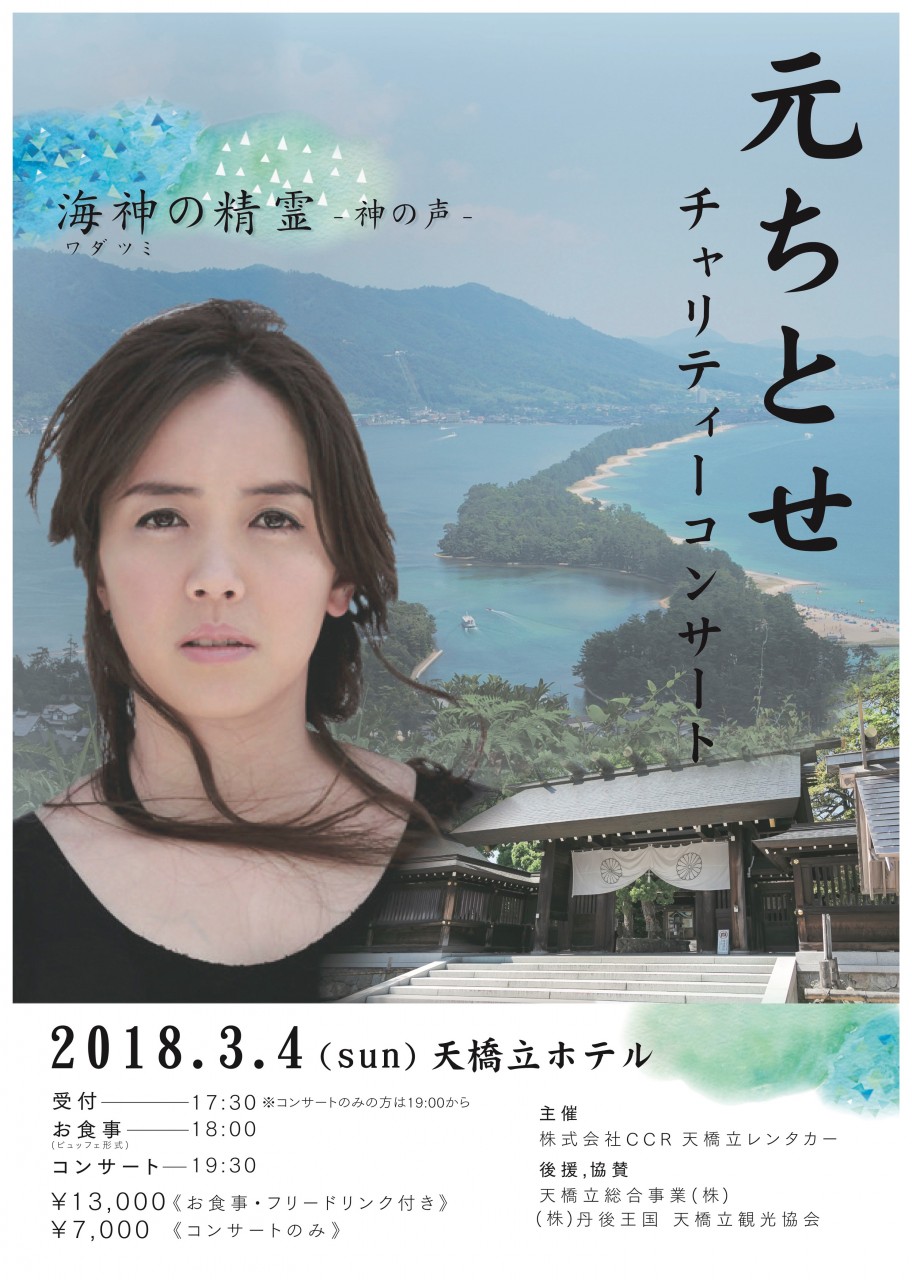 元ちとせ
チャリティーコンサート
海神の精霊 -神の声-
ワダツミ
2018.3.4(sun) 天橋立ホテル
受付 17:30 ※コンサートのみの方は19:00から
お食事 18:00
(ビュッフェ形式)
コンサート 19:30
¥13,000《お食事・フリードリンク付き》
¥7,000 《コンサートのみ》
主催
株式会社CCR 天橋立レンタカー
後援,協賛
天橋立総合事業(株)
(株)丹後王国 天橋立観光協会